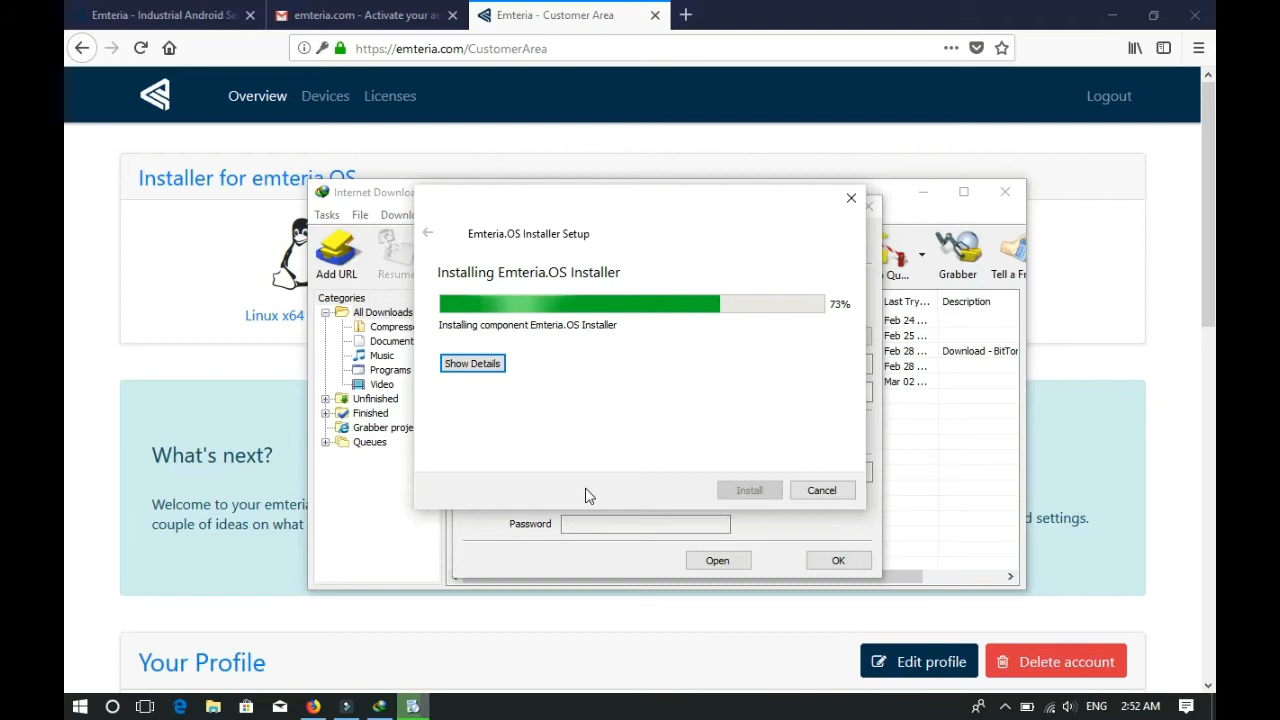 Emteria - Industrial Android So
emteria.com - Activate your ac
Emteria - Customer Area
https://emteria.com/CustomerArea
Overview Devices Licenses Logout
Installer for emteria.OS
Internet Downloa
Tasks File Downlo
Emteria.OS Installer Setup
Add URL Resume Qu... Grabber Tell a Fr
Installing Emteria.OS Installer
Categories
Last Try... Description
73%
All Downloads
Linux x64
Feb 24 ...
Installing component Emteria.OS Installer
Compresse
Feb 25 ...
Document
Feb 28 ... Download - BitTor
Music
Show Details
Feb 28 ...
Programs
Mar 02 ...
Video
Unfinished
Finished
Grabber proje
Queues
What's next?
Install Cancel
Welcome to your emteria
couple of ideas on what
d settings.
Password
Open OK
Your Profile
Edit profile Delete account
ENG 2:52 AM